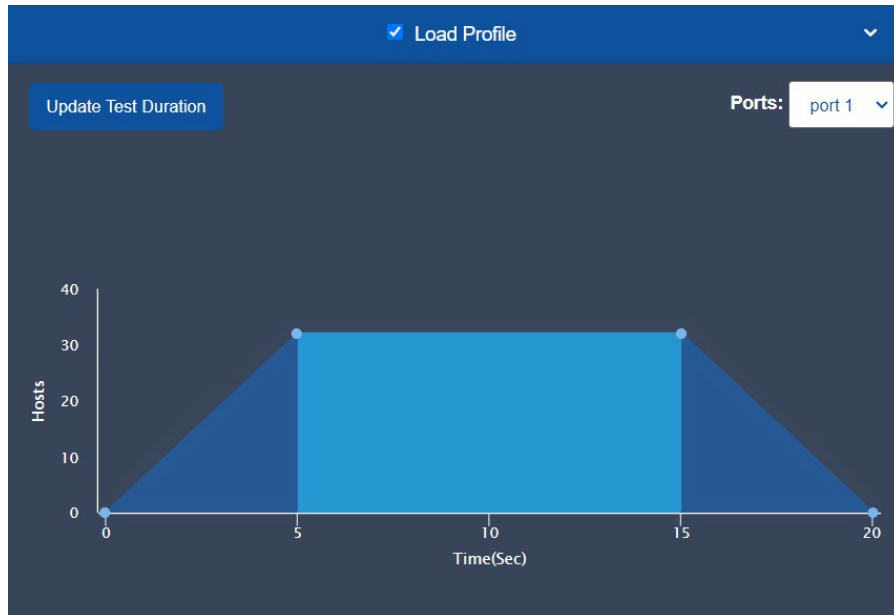 Load Profile
Update Test Duration
Ports: port 1
40
30
20
10
0
Hosts
0 5 10 15 20
Time(Sec)